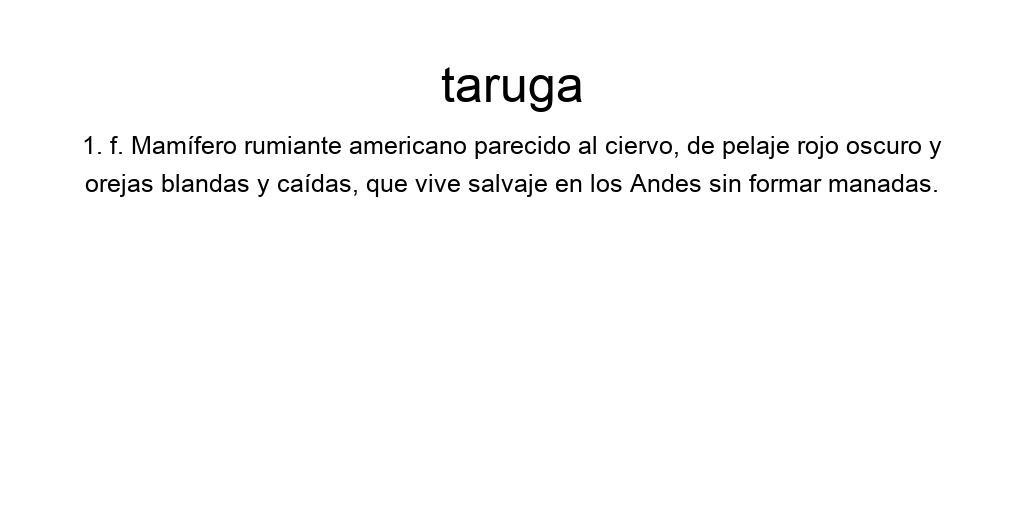 taruga
1. f. Mamífero rumiante americano parecido al ciervo, de pelaje rojo oscuro y
orejas blandas y caídas, que vive salvaje en los Andes sin formar manadas.